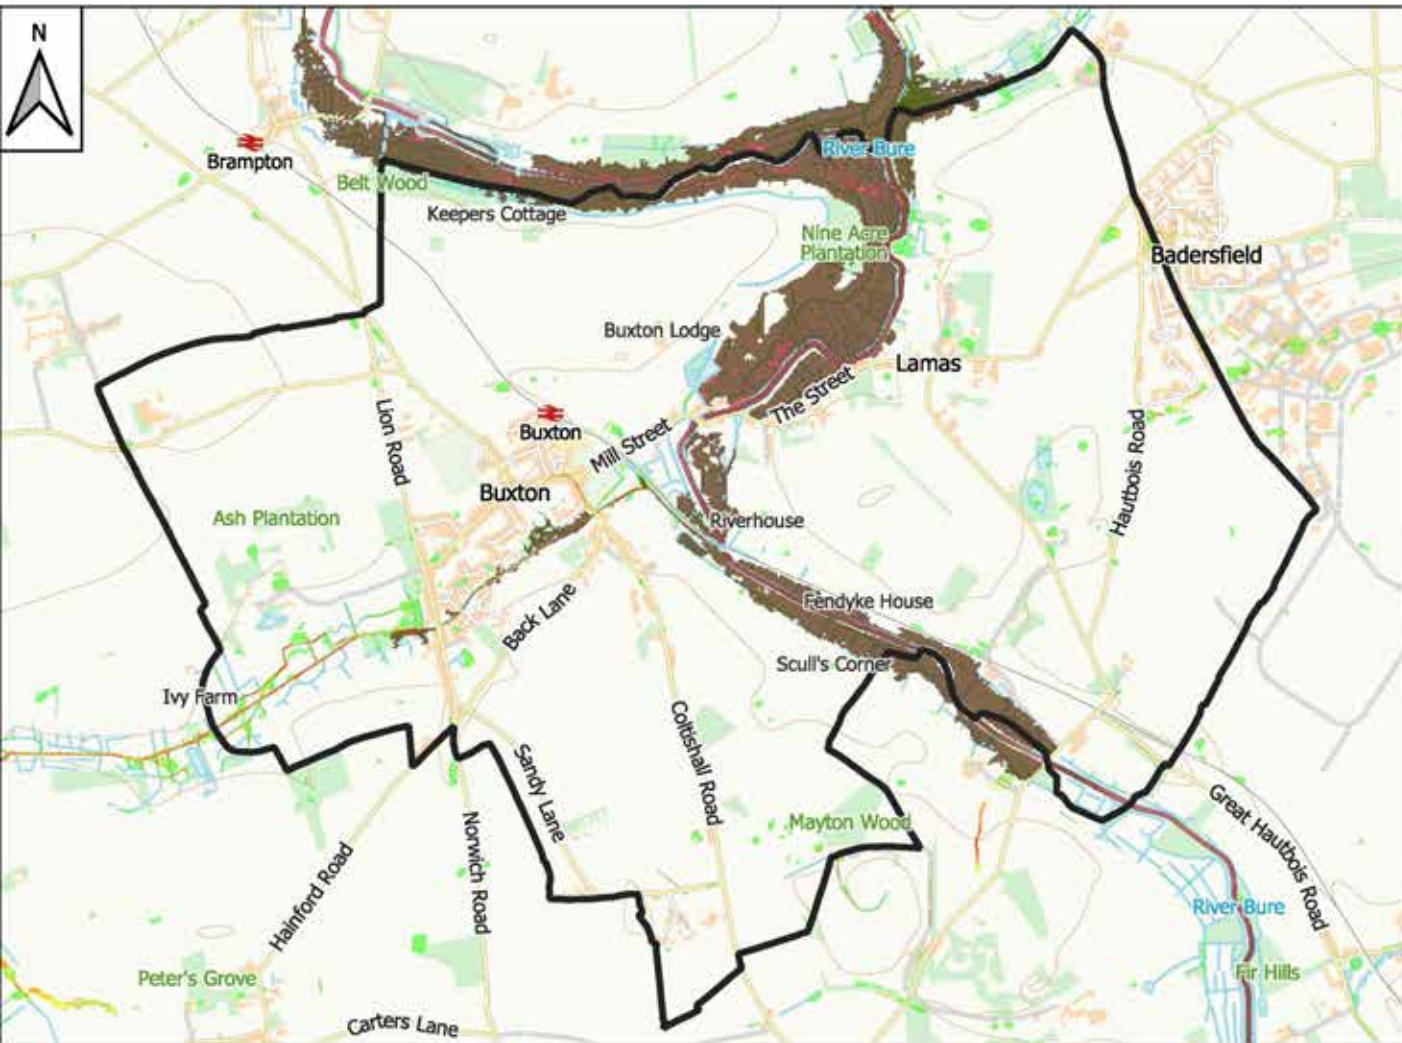 N
Brampton
Belt Wood
River Bure
Keepers Cottage
Nine Acre
Plantation
Badersfield
Buxton Lodge
Lamas
The Street
Lion Road
Buxton
Mill Street
Hautbois Road
Buxton
Ash Plantation
Riverhouse
Back Lane
Fendyke House
Scull's Corner
Ivy Farm
Coltishall Road
Sandy Lane
Mayton Wood
Great Hautbois Road
Norwich Road
Hainford Road
River Bure
Peter's Grove
Fir Hills
Carters Lane